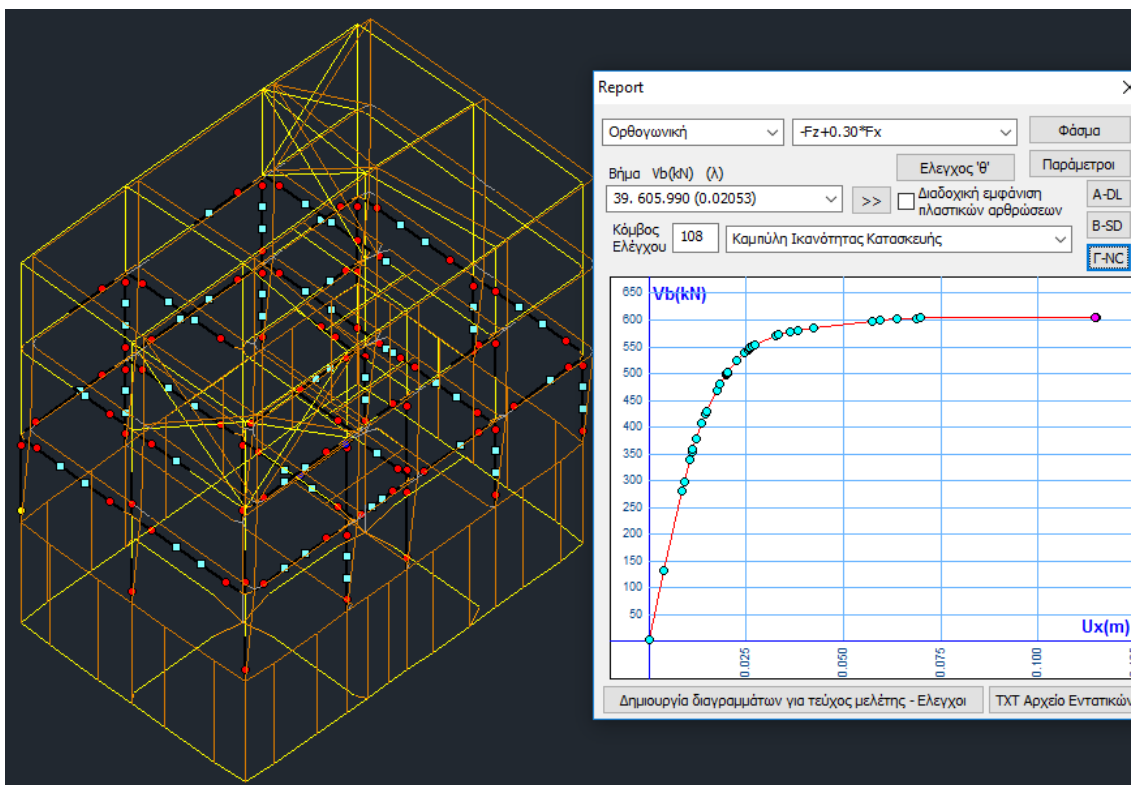 Report
Ορθογωνική
-Fz+0.30*Fx
Φάσμα
Βήμα Vb(kN) (λ)
Ελεγχος 'θ'
Παράμετροι
39. 605.990 (0.02053)
>>
Διαδοχική εμφάνιση
πλαστικών αρθρώσεων
A-DL
B-SD
Γ-NC
Κόμβος
Ελέγχου
108
Καμπύλη Ικανότητας Κατασκευής
Vb(kN)
650
600
550
500
450
400
350
300
250
200
150
100
50
Ux(m)
0.025
0.050
0.075
0.100
Δημιουργία διαγραμμάτων για τεύχος μελέτης - Ελεγχοι
TXT Αρχείο Εντατικών